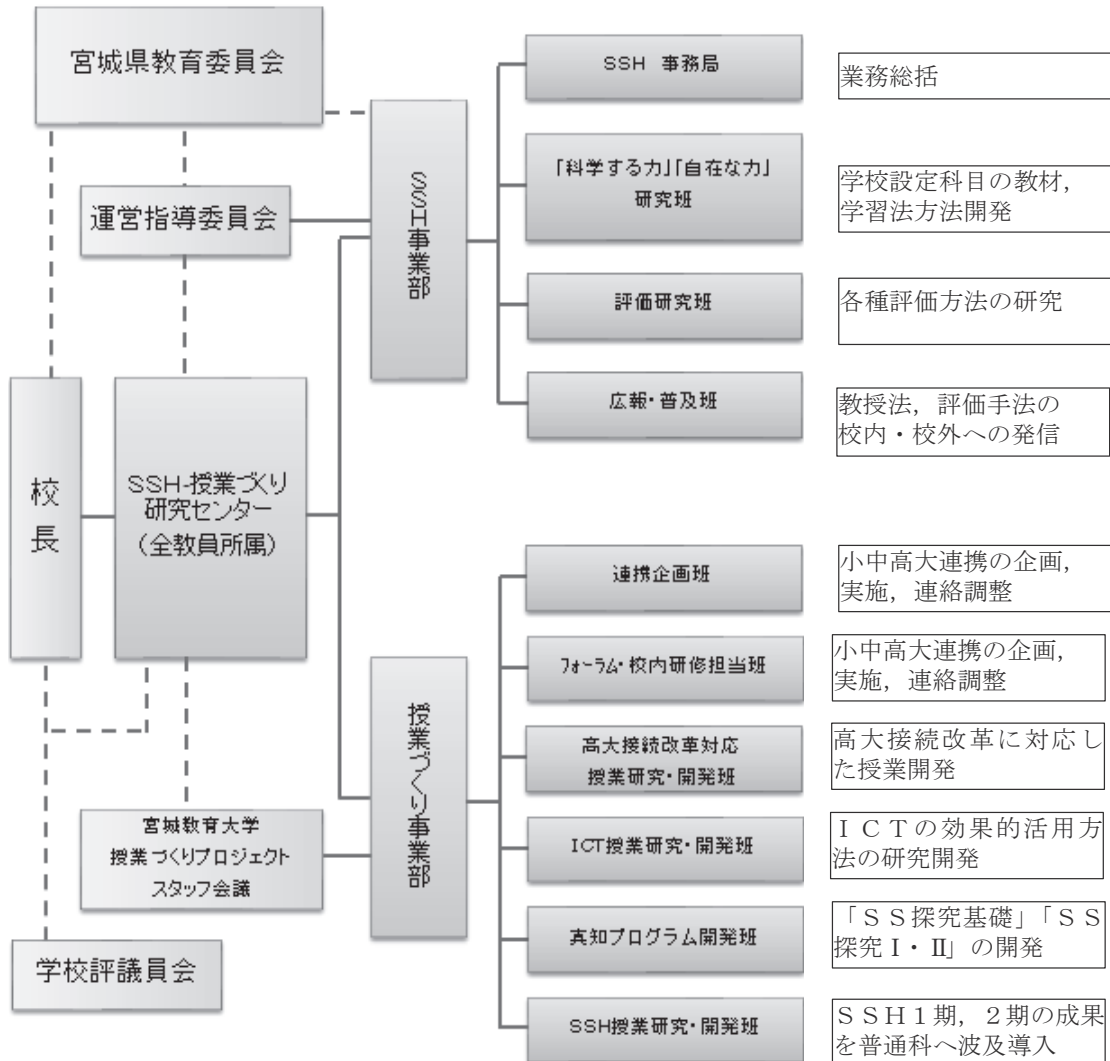 宮城県教育委員会
運営指導委員会
校長
SSH-授業づくり
研究センター
(全教員所属)
宮城教育大学
授業づくりプロジェクト
スタッフ会議
学校評議員会
SSH事業部
SSH 事務局
業務総括
「科学する力」「自在な力」
研究班
学校設定科目の教材,
学習法方法開発
評価研究班
各種評価方法の研究
広報・普及班
教授法,評価手法の
校内・校外への発信
授業づくり事業部
連携企画班
小中高大連携の企画,
実施,連絡調整
フォーラム・校内研修担当班
小中高大連携の企画,
実施,連絡調整
高大接続改革対応
授業研究・開発班
高大接続改革に対応し
た授業開発
ICT授業研究・開発班
ICTの効果的活用方
法の研究開発
真知プログラム開発班
「SS探究基礎」「SS
探究Ⅰ・Ⅱ」の開発
SSH授業研究・開発班
SSH1期,2期の成果
を普通科へ波及導入